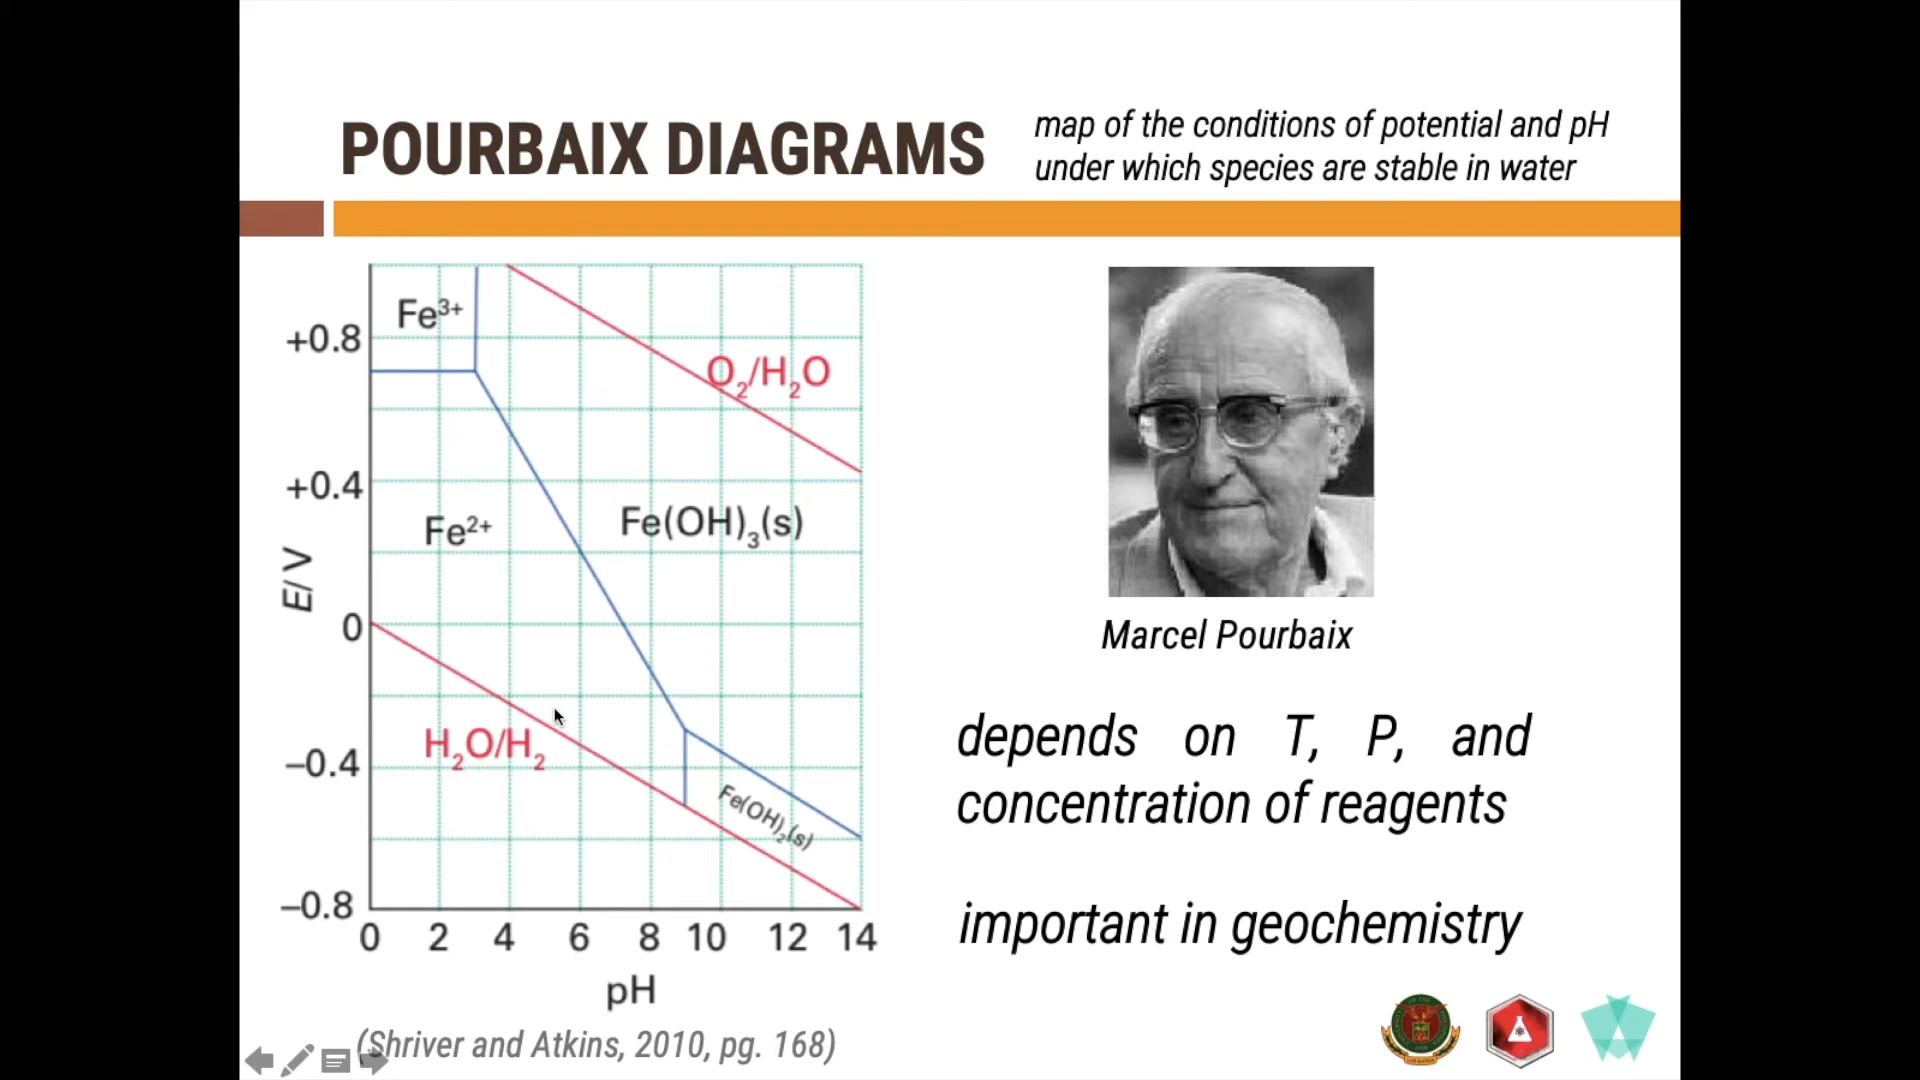 POURBAIX DIAGRAMS
map of the conditions of potential and pH
under which species are stable in water
Fe³⁺
+0.8
O₂/H₂O
+0.4
Fe²⁺
Fe(OH)₃(s)
E/V
0
H₂O/H₂
–0.4
Fe(OH)₂(s)
–0.8
0 2 4 6 8 10 12 14
pH
(Shriver and Atkins, 2010, pg. 168)
Marcel Pourbaix
depends on T, P, and
concentration of reagents
important in geochemistry